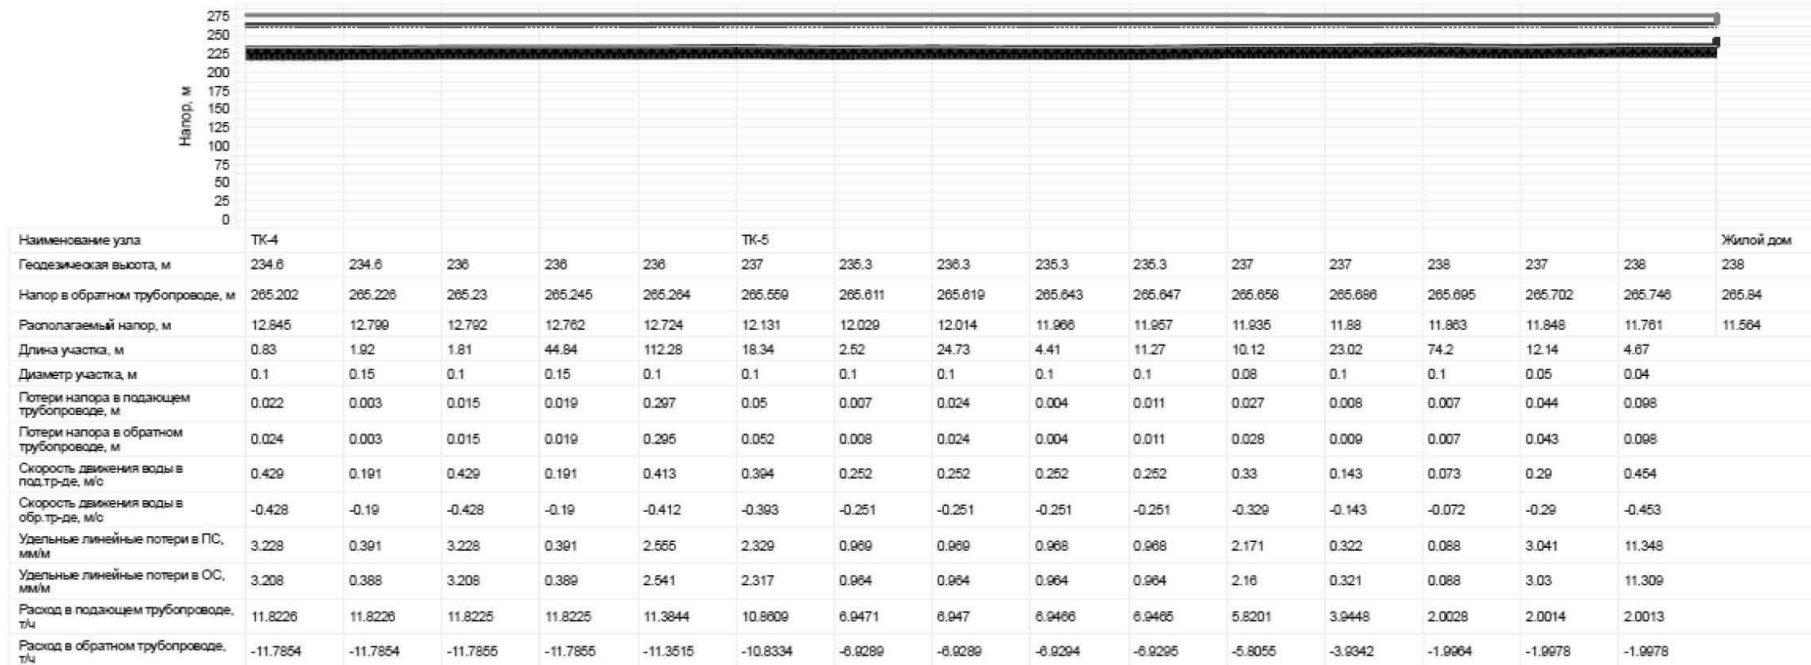 275
250
225
200
175
150
125
100
75
50
25
0
Напор, м
Наименование узла ТК-4 ТК-5 Жилой дом
Геодезическая высота, м 234.6 234.6 236 236 236 237 235.3 236.3 235.3 235.3 237 237 238 237 238 238
Напор в обратном трубопроводе, м 265.202 265.226 265.23 265.245 265.264 265.559 265.611 265.619 265.643 265.647 265.658 265.686 265.695 265.702 265.746 265.84
Располагаемый напор, м 12.845 12.799 12.792 12.762 12.724 12.131 12.029 12.014 11.966 11.957 11.935 11.88 11.863 11.848 11.761 11.564
Длина участка, м 0.83 1.92 1.81 44.84 112.28 18.34 2.52 24.73 4.41 11.27 10.12 23.02 74.2 12.14 4.67
Диаметр участка, м 0.1 0.15 0.1 0.15 0.1 0.1 0.1 0.1 0.1 0.1 0.08 0.1 0.1 0.05 0.04
Потери напора в подающем
трубопроводе, м 0.022 0.003 0.015 0.019 0.297 0.05 0.007 0.024 0.004 0.011 0.027 0.008 0.007 0.044 0.098
Потери напора в обратном
трубопроводе, м 0.024 0.003 0.015 0.019 0.295 0.052 0.008 0.024 0.004 0.011 0.028 0.009 0.007 0.043 0.098
Скорость движения воды в
под.тр-де, м/с 0.429 0.191 0.429 0.191 0.413 0.394 0.252 0.252 0.252 0.252 0.33 0.143 0.073 0.29 0.454
Скорость движения воды в
обр.тр-де, м/с -0.428 -0.19 -0.428 -0.19 -0.412 -0.393 -0.251 -0.251 -0.251 -0.251 -0.329 -0.143 -0.072 -0.29 -0.453
Удельные линейные потери в ПС,
мм/м 3.228 0.391 3.228 0.391 2.555 2.329 0.969 0.969 0.968 0.968 2.171 0.322 0.088 3.041 11.348
Удельные линейные потери в ОС,
мм/м 3.208 0.388 3.208 0.389 2.541 2.317 0.964 0.964 0.964 0.964 2.16 0.321 0.088 3.03 11.309
Расход в подающем трубопроводе,
т/ч 11.8226 11.8226 11.8225 11.8225 11.3844 10.8609 6.9471 6.947 6.9466 6.9465 5.8201 3.9448 2.0028 2.0014 2.0013
Расход в обратном трубопроводе,
т/ч -11.7854 -11.7854 -11.7855 -11.7855 -11.3515 -10.8334 -6.9289 -6.9289 -6.9294 -6.9295 -5.8055 -3.9342 -1.9964 -1.9978 -1.9978